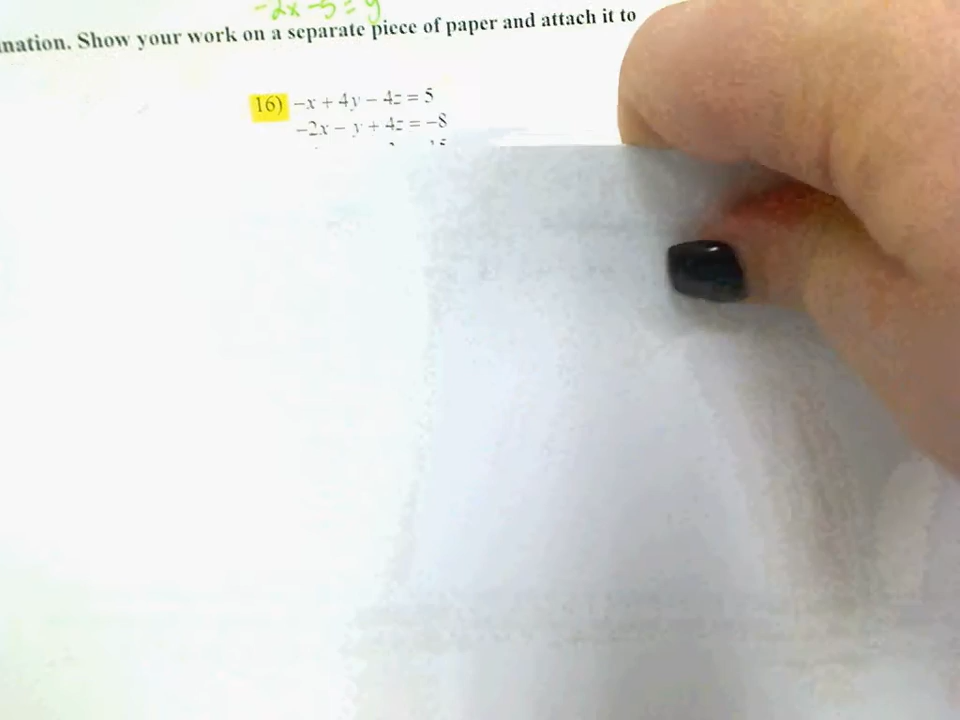 -2x-5=y
nation. Show your work on a separate piece of paper and attach it to
16) −x + 4y − 4z = 5
−2x − y + 4z = −8